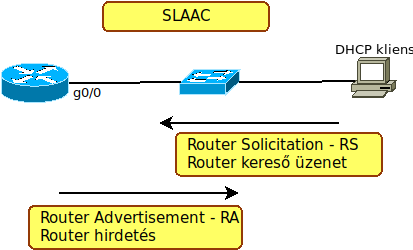 SLAAC
DHCP kliens
g0/0
Router Solicitation - RS
Router kereső üzenet
Router Advertisement - RA
Router hirdetés